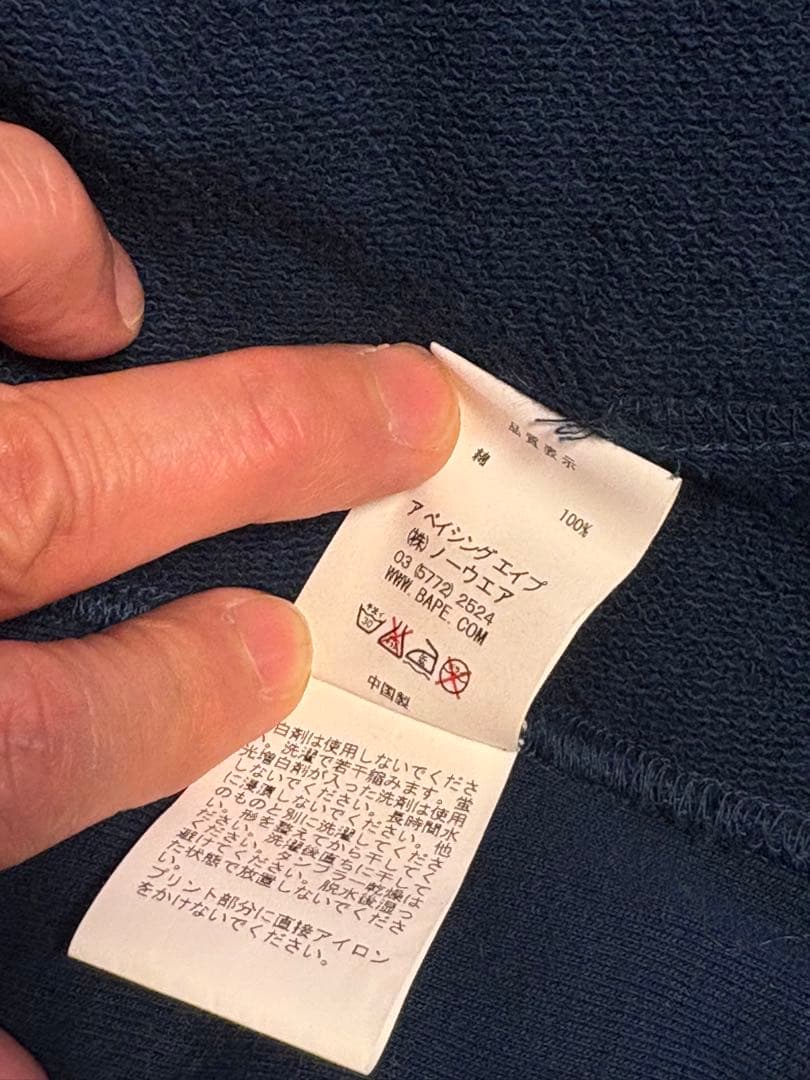 品質表示
綿 100%
ア ベイシング エイプ
㈱ ノーウエア
03 (5772) 2524
WWW. BAPE. COM
30
中国製
白剤は使用しないでくださ
。洗濯で若干縮みます。蛍
光増白剤が入った洗剤は使用
しないでください。長時間水
に浸漬しないでください。他
のものと別に洗濯してくださ
い。形を整えてから干してく
ださい。洗濯後直ちに干して
ください。タンブラー乾燥は
避けてください。脱水後湿っ
た状態で放置しないでくださ
い。
プリント部分に直接アイロン
をかけないでください。